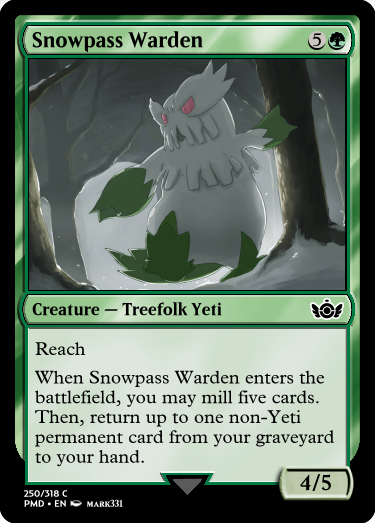 Snowpass Warden 5
Creature — Treefolk Yeti
Reach
When Snowpass Warden enters the
battlefield, you may mill five cards.
Then, return up to one non-Yeti
permanent card from your graveyard
to your hand.
4/5
250/318 C
PMD • EN MARK331